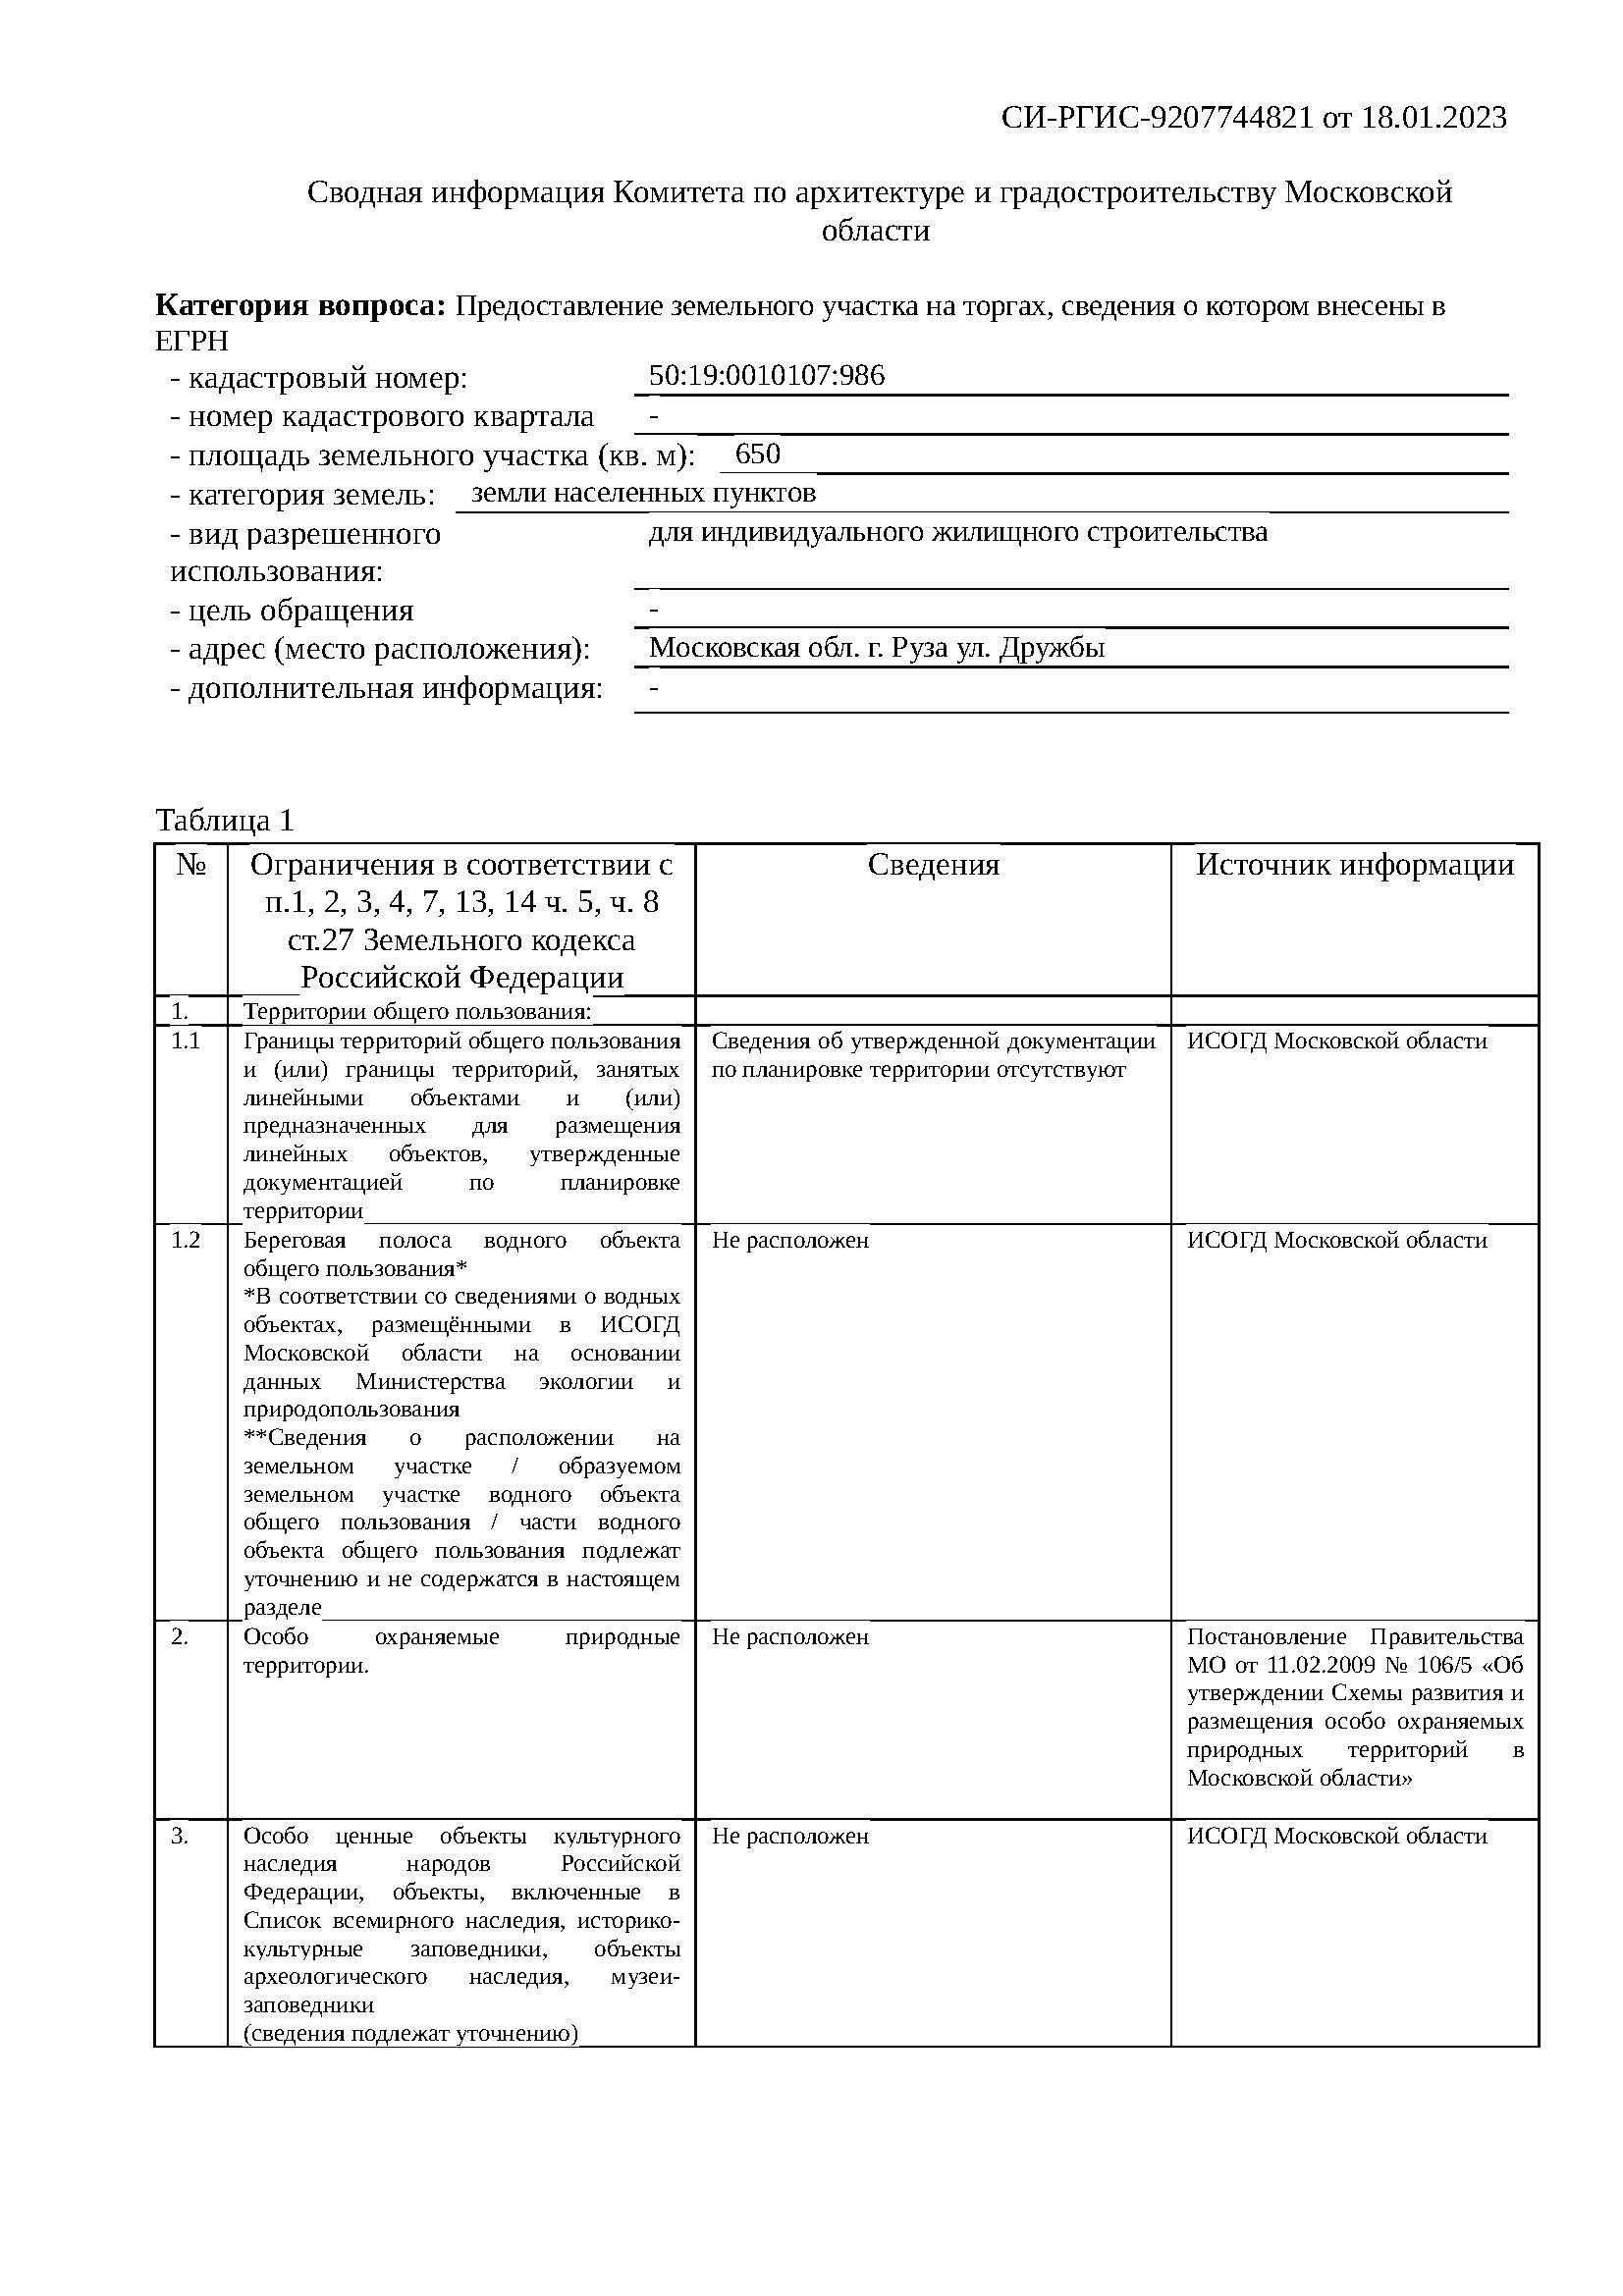 СИ-РГИС-9207744821 от 18.01.2023
Сводная информация Комитета по архитектуре и градостроительству Московской
области
Категория вопроса: Предоставление земельного участка на торгах, сведения о котором внесены в
ЕГРН
- кадастровый номер: 50:19:0010107:986
- номер кадастрового квартала -
- площадь земельного участка (кв. м): 650
- категория земель: земли населенных пунктов
- вид разрешенного для индивидуального жилищного строительства
использования:
- цель обращения -
- адрес (место расположения): Московская обл. г. Руза ул. Дружбы
- дополнительная информация: -
Таблица 1
№
Ограничения в соответствии с
п.1, 2, 3, 4, 7, 13, 14 ч. 5, ч. 8
ст.27 Земельного кодекса
Российской Федерации
Сведения
Источник информации
1.
Территории общего пользования:
1.1
Границы территорий общего пользования
и (или) границы территорий, занятых
линейными объектами и (или)
предназначенных для размещения
линейных объектов, утвержденные
документацией по планировке
территории
Сведения об утвержденной документации
по планировке территории отсутствуют
ИСОГД Московской области
1.2
Береговая полоса водного объекта
общего пользования*
*В соответствии со сведениями о водных
объектах, размещёнными в ИСОГД
Московской области на основании
данных Министерства экологии и
природопользования
**Сведения о расположении на
земельном участке / образуемом
земельном участке водного объекта
общего пользования / части водного
объекта общего пользования подлежат
уточнению и не содержатся в настоящем
разделе
Не расположен
ИСОГД Московской области
2.
Особо охраняемые природные
территории.
Не расположен
Постановление Правительства
МО от 11.02.2009 № 106/5 «Об
утверждении Схемы развития и
размещения особо охраняемых
природных территорий в
Московской области»
3.
Особо ценные объекты культурного
наследия народов Российской
Федерации, объекты, включенные в
Список всемирного наследия, историко-
культурные заповедники, объекты
археологического наследия, музеи-
заповедники
(сведения подлежат уточнению)
Не расположен
ИСОГД Московской области